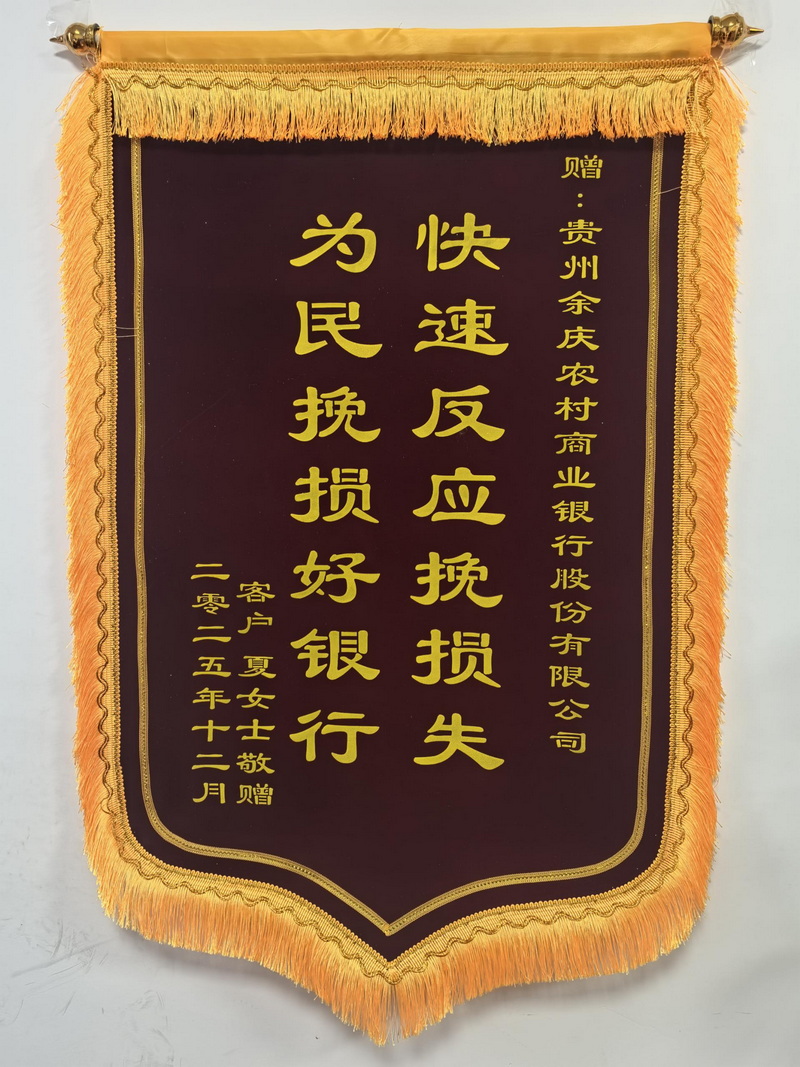 赠：贵州余庆农村商业银行股份有限公司
快速反应挽损失
为民挽损好银行
客户 夏女士敬赠
二零二五年十二月